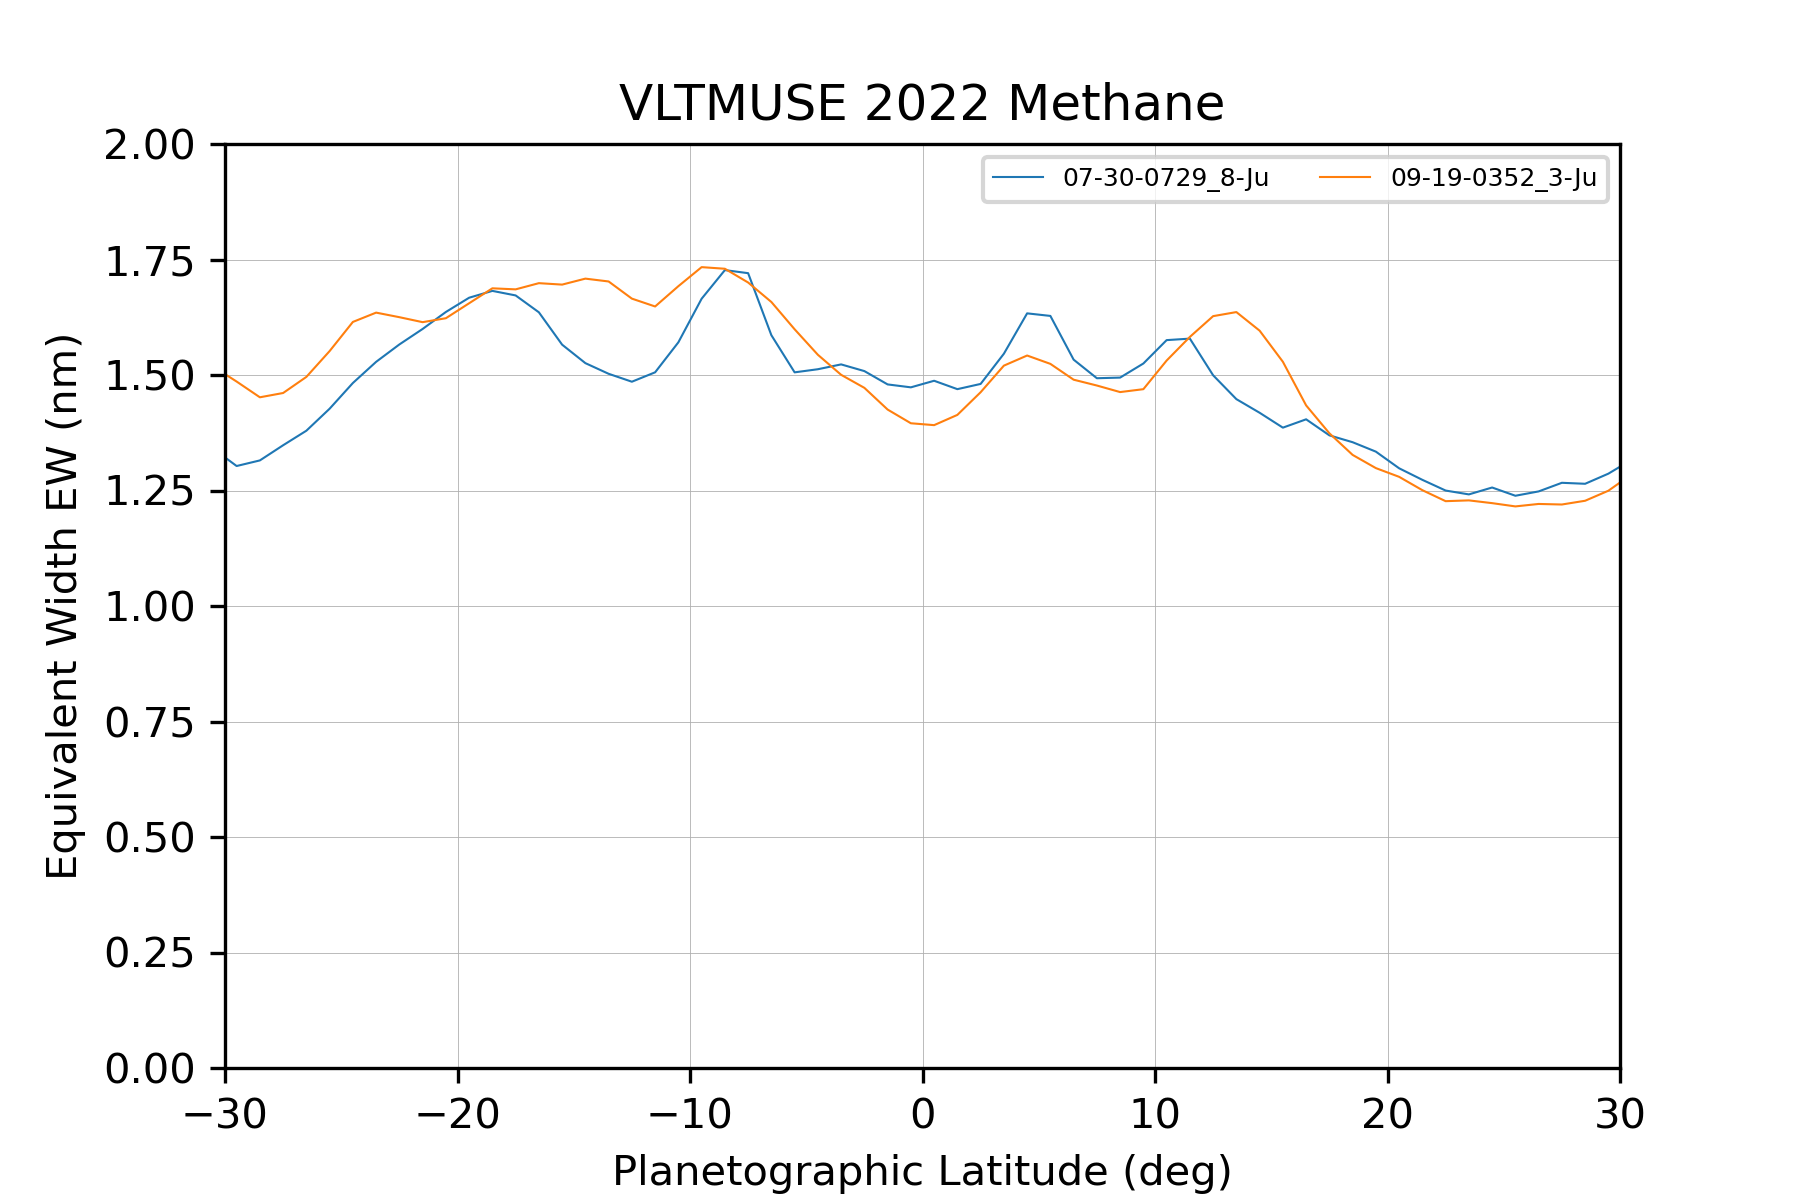 VLTMUSE 2022 Methane
07-30-0729_8-Ju 09-19-0352_3-Ju
2.00
1.75
1.50
1.25
1.00
0.75
0.50
0.25
0.00
Equivalent Width EW (nm)
−30 −20 −10 0 10 20 30
Planetographic Latitude (deg)